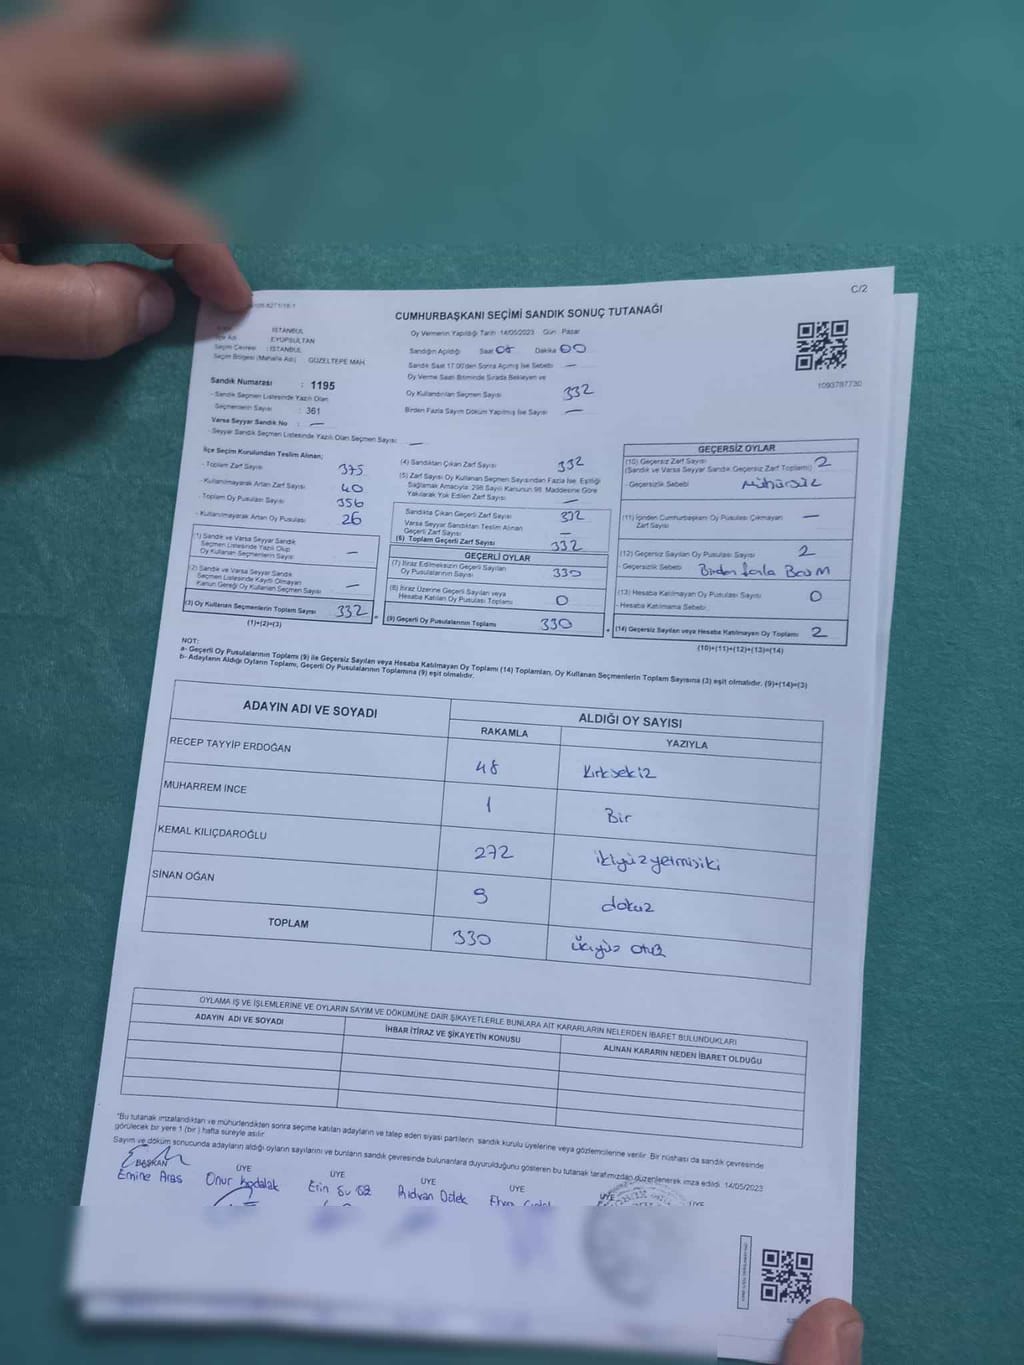 C/2
CUMHURBAŞKANI SEÇİMİ SANDIK SONUÇ TUTANAĞI
: İSTANBUL
: EYÜPSULTAN
Seçim Çevresi : İSTANBUL
Seçim Bölgesi (Mahalle Adı) : GÜZELTEPE MAH.
Sandık Numarası : 1195
- Sandık Seçmen Listesinde Yazılı Olan
Seçmenlerin Sayısı : 361
Varsa Seyyar Sandık No : —
- Seyyar Sandık Seçmen Listesinde Yazılı Olan Seçmen Sayısı: —
Oy Vermenin Yapıldığı Tarih :14/05/2023 Gün : Pazar
Sandığın Açıldığı Saat Dakika 00
Sandık Saat 17:00'den Sonra Açılmış İse Sebebi —
Oy Verme Saati Bitiminde Sırada Bekleyen ve
Oy Kullandırılan Seçmen Sayısı 332
Birden Fazla Sayım Döküm Yapılmış İse Sayısı —
1093787730
İlçe Seçim Kurulundan Teslim Alınan;
- Toplam Zarf Sayısı 375
- Kullanılmayarak Artan Zarf Sayısı 40
- Toplam Oy Pusulası Sayısı 356
- Kullanılmayarak Artan Oy Pusulası 26
(1) Sandık ve Varsa Seyyar Sandık
Seçmen Listesinde Yazılı Olup
Oy Kullanan Seçmenlerin Sayısı —
(2) Sandık ve Varsa Seyyar Sandık
Seçmen Listesinde Kayıtlı Olmayan
Kanun Gereği Oy Kullanan Seçmen Sayısı —
(3) Oy Kullanan Seçmenlerin Toplam Sayısı 332
(1)+(2)=(3)
(4) Sandıktan Çıkan Zarf Sayısı 332
(5) Zarf Sayısı Oy Kullanan Seçmen Sayısından Fazla İse, Eşitliği
Sağlamak Amacıyla; 298 Sayılı Kanunun 98. Maddesine Göre
Yakılarak Yok Edilen Zarf Sayısı —
Sandıkta Çıkan Geçerli Zarf Sayısı 332
Varsa Seyyar Sandıktan Teslim Alınan
Geçerli Zarf Sayısı —
(6) Toplam Geçerli Zarf Sayısı 332
GEÇERLİ OYLAR
(7) İtiraz Edilmeksizin Geçerli Sayılan
Oy Pusulalarının Sayısı 330
(8) İtiraz Üzerine Geçerli Sayılan veya
Hesaba Katılan Oy Pusulası Toplamı 0
(9) Geçerli Oy Pusulalarının Toplamı 330
GEÇERSİZ OYLAR
(10) Geçersiz Zarf Sayısı 2
(Sandık ve Varsa Seyyar Sandık Geçersiz Zarf Toplamı)
- Geçersizlik Sebebi Mühürsüz
(11) İçinden Cumhurbaşkanı Oy Pusulası Çıkmayan
Zarf Sayısı —
(12) Geçersiz Sayılan Oy Pusulası Sayısı 2
- Geçersizlik Sebebi Birden fazla
(13) Hesaba Katılmayan Oy Pusulası Sayısı 0
- Hesaba Katılmama Sebebi:
(14) Geçersiz Sayılan veya Hesaba Katılmayan Oy Toplamı 2
(10)+(11)+(12)+(13)=(14)
NOT:
a- Geçerli Oy Pusulalarının Toplamı (9) ile Geçersiz Sayılan veya Hesaba Katılmayan Oy Toplamı (14) Toplamları, Oy Kullanan Seçmenlerin Toplam Sayısına (3) eşit olmalıdır. (9)+(14)=(3)
b- Adayların Aldığı Oyların Toplamı, Geçerli Oy Pusulalarının Toplamına (9) eşit olmalıdır.
ADAYIN ADI VE SOYADI ALDIĞI OY SAYISI
RAKAMLA YAZIYLA
RECEP TAYYİP ERDOĞAN 48 kırksekiz
MUHARREM İNCE 1 Bir
KEMAL KILIÇDAROĞLU 272 ikiyüzyetmişiki
SİNAN OĞAN 9 dokuz
TOPLAM 330 üçyüz otuz
OYLAMA İŞ VE İŞLEMLERİNE VE OYLARIN SAYIM VE DÖKÜMÜNE DAİR ŞİKAYETLERLE BUNLARA AİT KARARLARIN NELERDEN İBARET BULUNDUKLARI
ADAYIN ADI VE SOYADI İHBAR İTİRAZ VE ŞİKAYETİN KONUSU ALINAN KARARIN NEDEN İBARET OLDUĞU
*Bu tutanak imzalandıktan ve mühürlendikten sonra seçime katılan adayların ve talep eden siyasi partilerin sandık kurulu üyelerine veya gözlemcilerine verilir. Bir nüshası da sandık çevresinde
görülecek bir yere 1 (bir) hafta süreyle asılır.
Sayım ve döküm sonucunda adayların aldığı oyların sayılarını ve bunların sandık çevresinde bulunanlara duyurulduğunu gösteren bu tutanak tarafımızdan düzenlenerek imza edildi. 14/05/2023
BAŞKAN ÜYE ÜYE ÜYE ÜYE ÜYE ÜYE
Emine Aras Onur Rıdvan